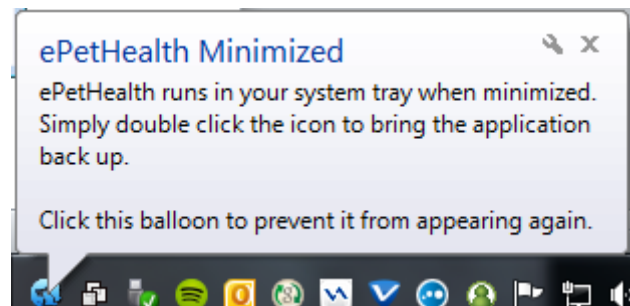 ePetHealth Minimized
ePetHealth runs in your system tray when minimized.
Simply double click the icon to bring the application
back up.
Click this balloon to prevent it from appearing again.